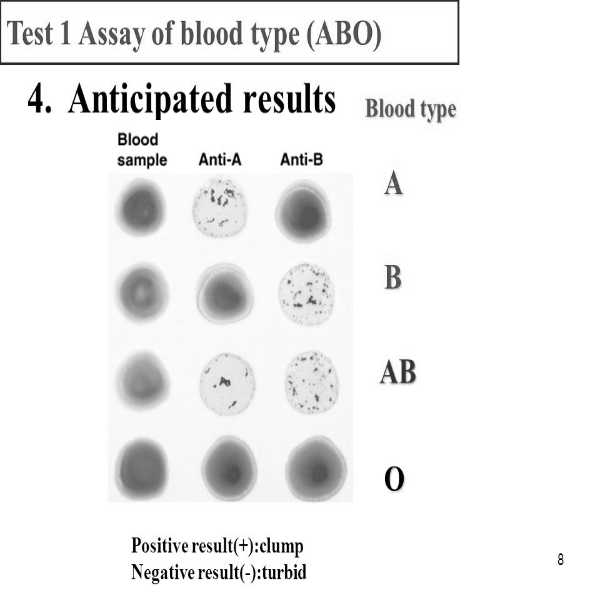 Test 1 Assay of blood type (ABO)
4. Anticipated results
Blood type
Blood
sample
Anti-A
Anti-B
A
B
AB
O
Positive result(+):clump
Negative result(-):turbid
8